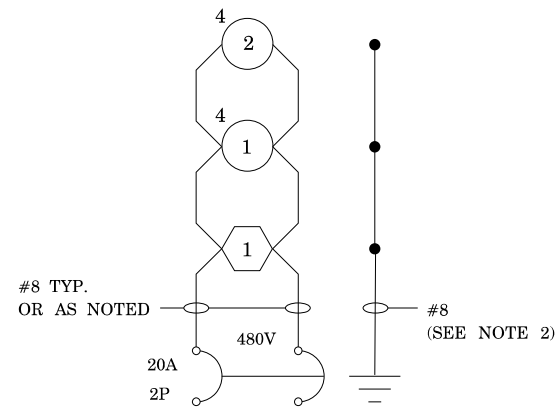 4
2
4
1
1
#8 TYP.
OR AS NOTED
#8
(SEE NOTE 2)
480V
20A
2P